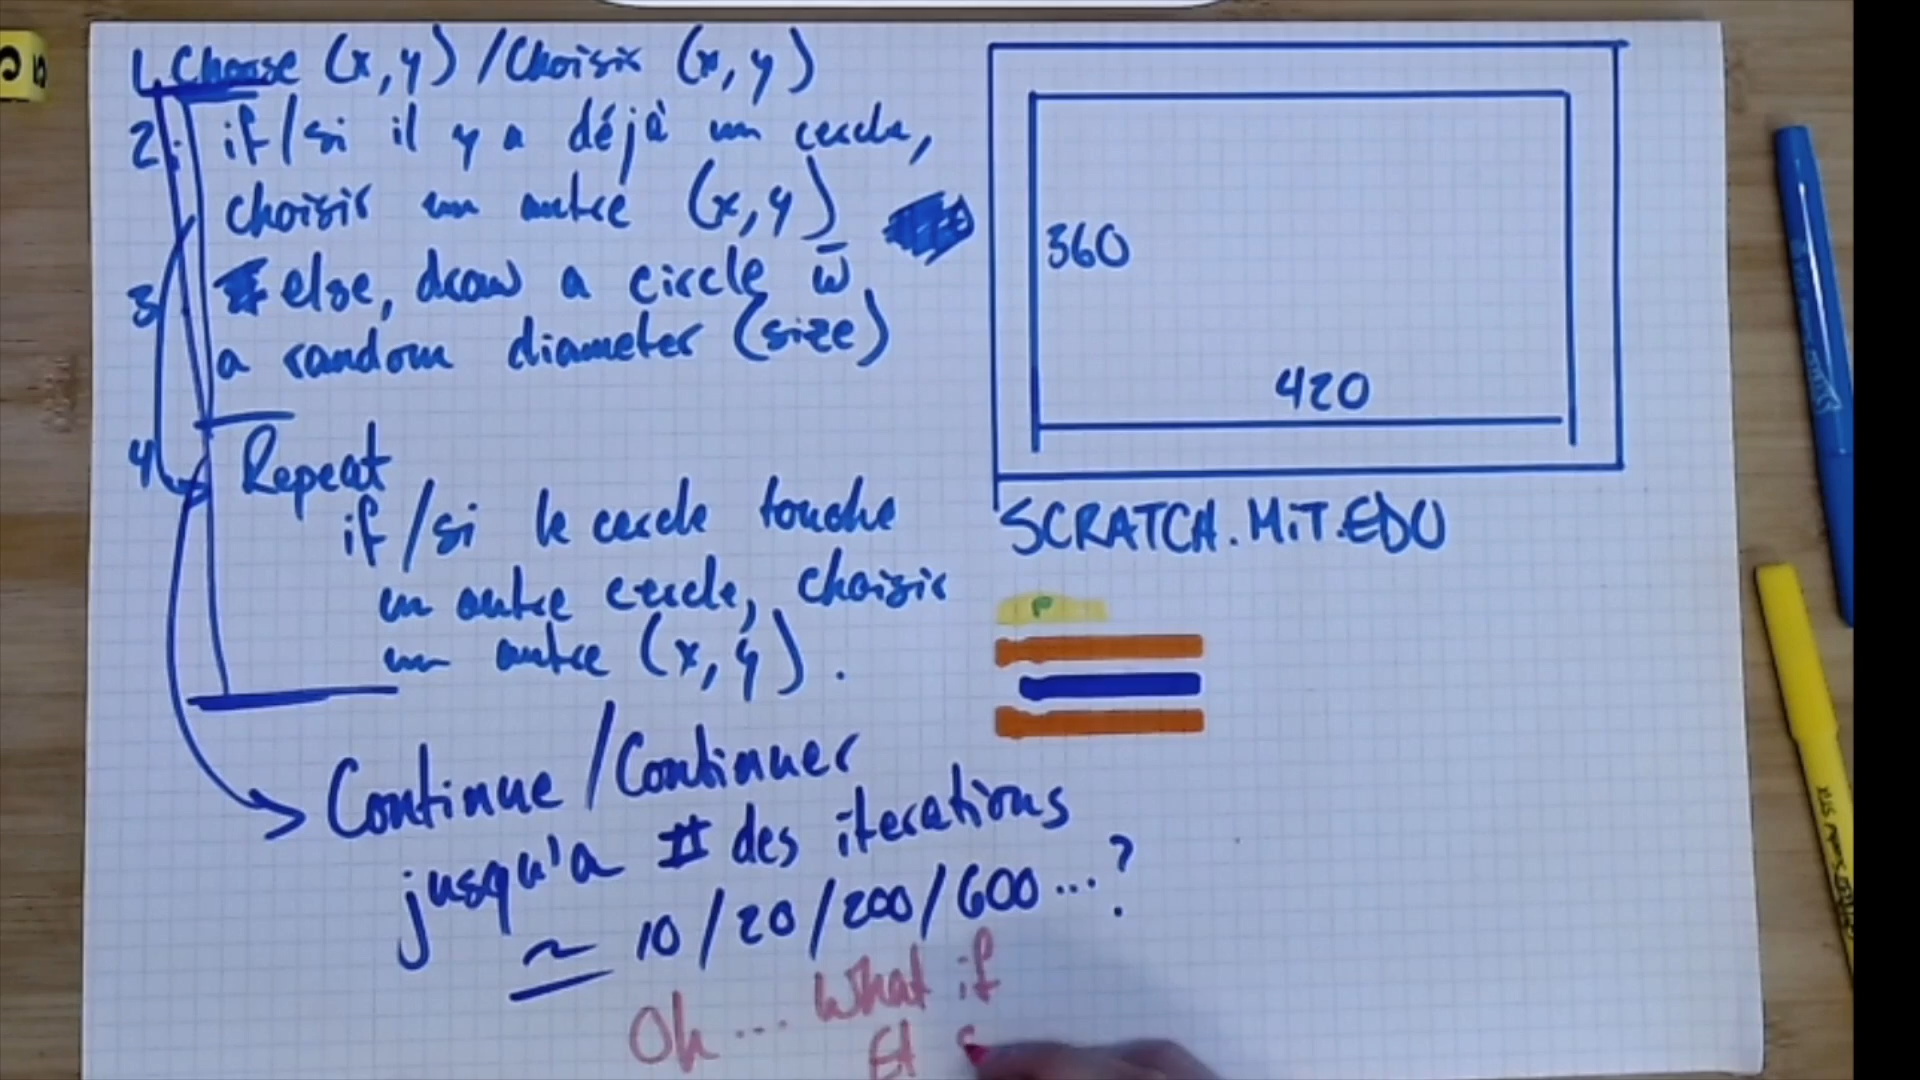 1. Choose (x, y) / Choisir (x, y)
2. if / si il y a déjà un cercle,
choisir un autre (x, y)
3 else, draw a circle w̄
a random diameter (size)
4 Repeat
if / si le cercle touche
un autre cercle, choisir
un autre (x, y).
Continue / Continuer
jusqu'a # des iterations
~ 10 / 20 / 200 / 600 ... ?
Oh ... What if
Et s
360
420
SCRATCH.MIT.EDU
P